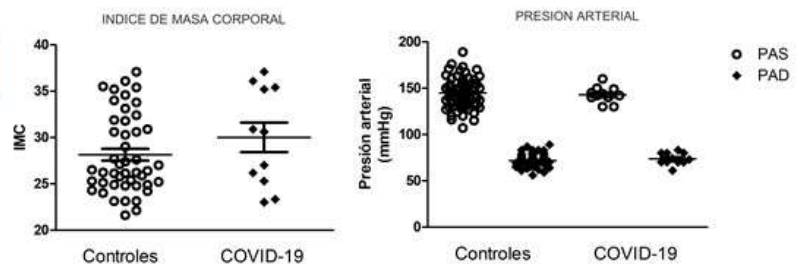 INDICE DE MASA CORPORAL
40
35
30
25
20
IMC
Controles COVID-19
PRESION ARTERIAL
200
150
100
50
0
Presión arterial
(mmHg)
Controles COVID-19
PAS
PAD